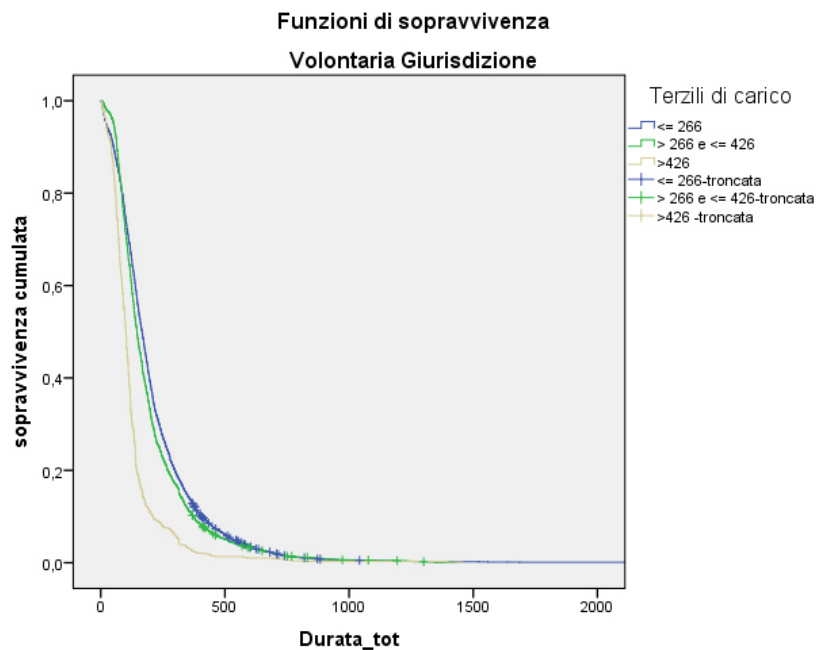 Funzioni di sopravvivenza
Volontaria Giurisdizione
Terzili di carico
<= 266
> 266 e <= 426
>426
<= 266-troncata
> 266 e <= 426-troncata
>426 -troncata
sopravvivenza cumulata
1,0
0,8
0,6
0,4
0,2
0,0
0
500
1000
1500
2000
Durata_tot